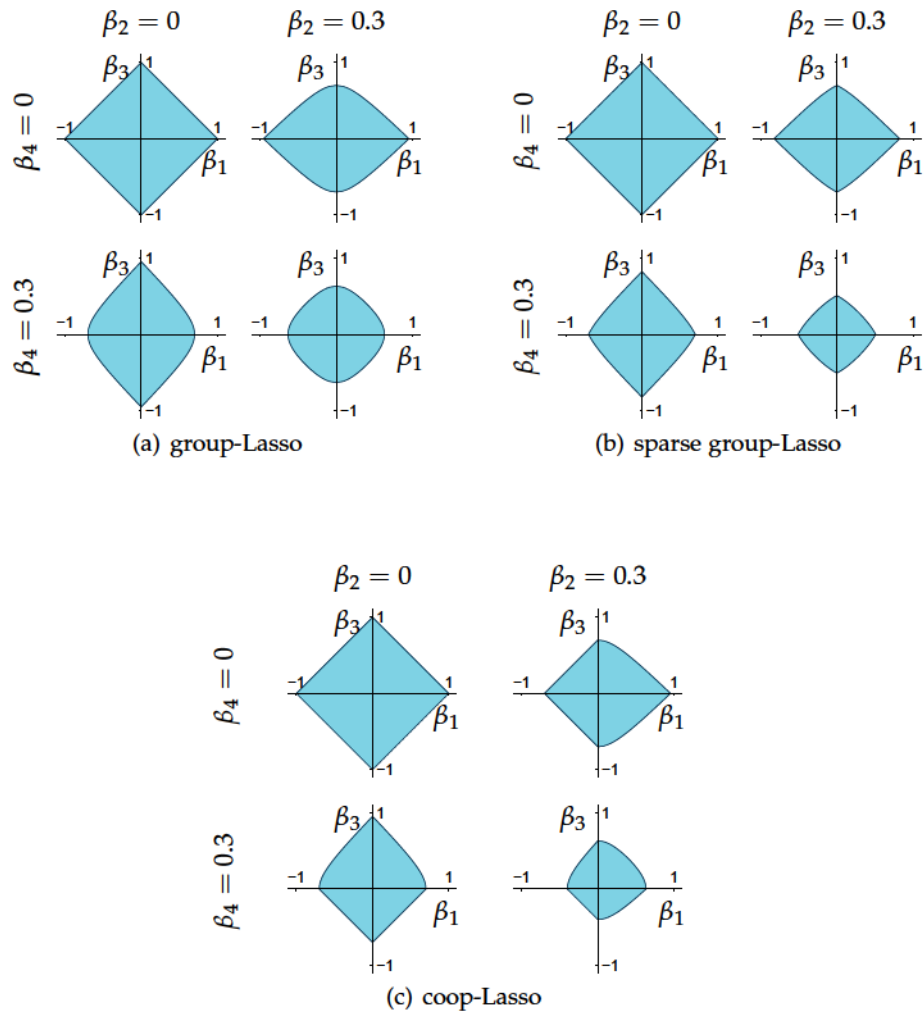 β₂ = 0 β₂ = 0.3 β₂ = 0 β₂ = 0.3
β₄ = 0 β₃ 1 -1 1 β₁ -1 β₃ 1 -1 1 β₁ -1
β₄ = 0 β₃ 1 -1 1 β₁ -1 β₃ 1 -1 1 β₁ -1
β₄ = 0.3 β₃ 1 -1 1 β₁ -1 β₃ 1 -1 1 β₁ -1
β₄ = 0.3 β₃ 1 -1 1 β₁ -1 β₃ 1 -1 1 β₁ -1
(a) group-Lasso
(b) sparse group-Lasso
β₂ = 0 β₂ = 0.3
β₄ = 0 β₃ 1 -1 1 β₁ -1 β₃ 1 -1 1 β₁ -1
β₄ = 0.3 β₃ 1 -1 1 β₁ -1 β₃ 1 -1 1 β₁ -1
(c) coop-Lasso